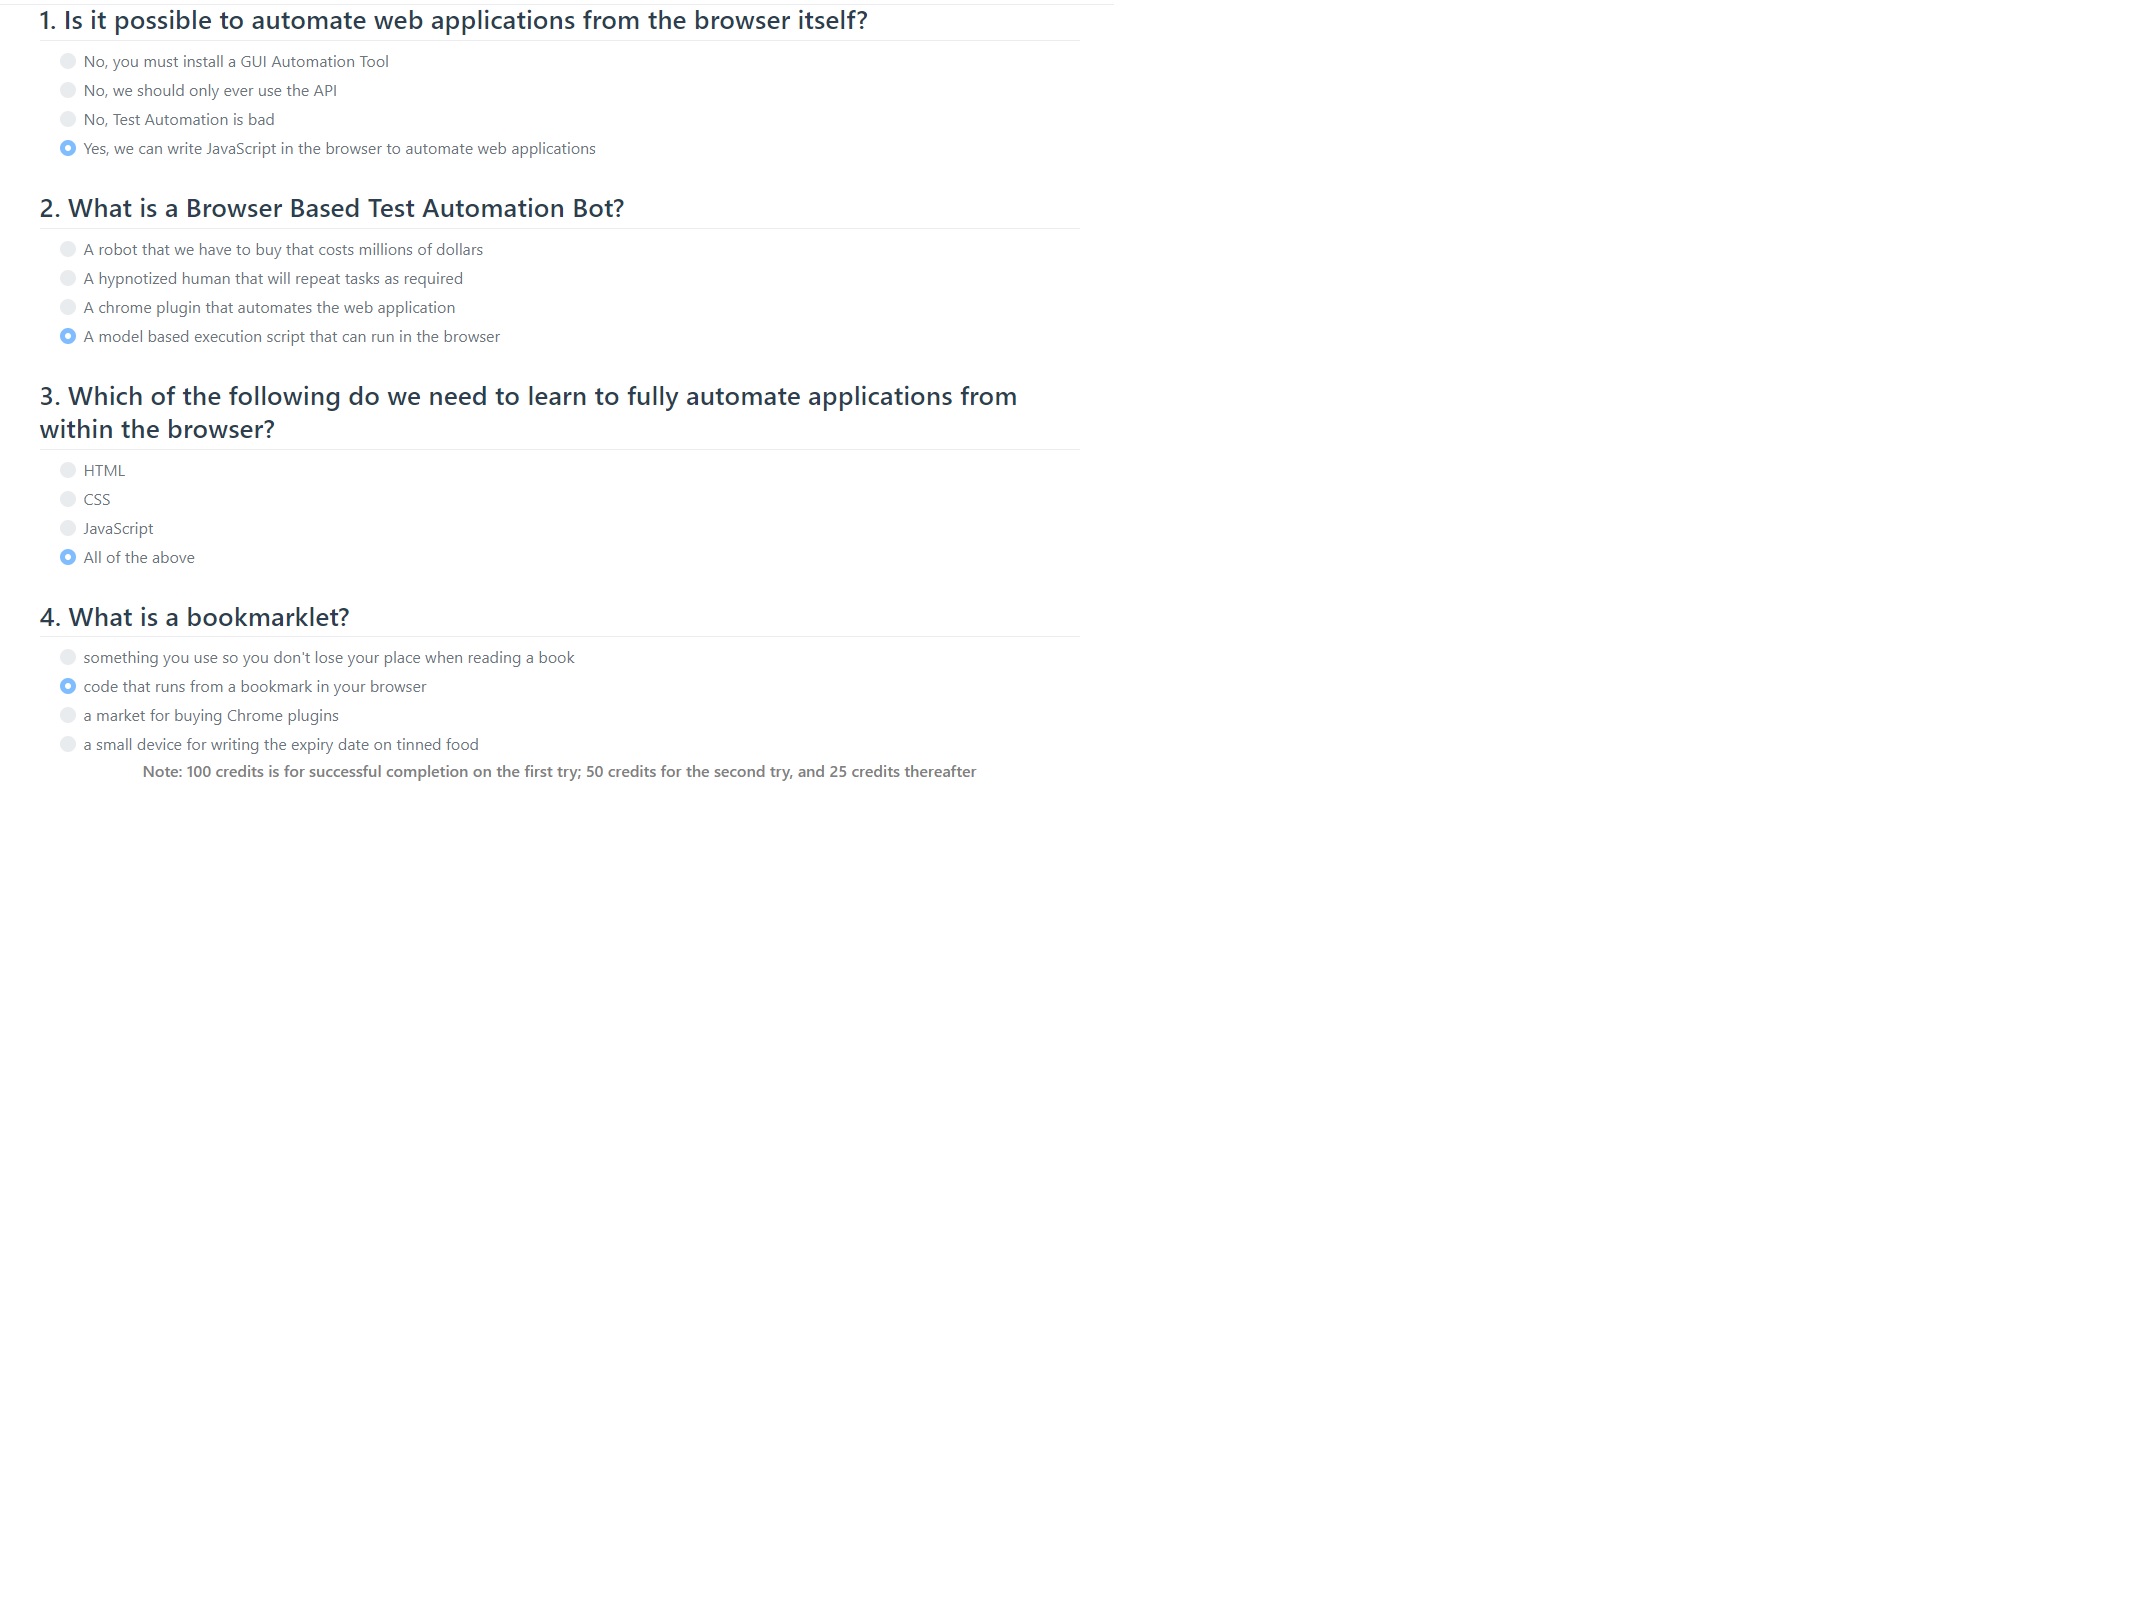 1. Is it possible to automate web applications from the browser itself?
No, you must install a GUI Automation Tool
No, we should only ever use the API
No, Test Automation is bad
Yes, we can write JavaScript in the browser to automate web applications
2. What is a Browser Based Test Automation Bot?
A robot that we have to buy that costs millions of dollars
A hypnotized human that will repeat tasks as required
A chrome plugin that automates the web application
A model based execution script that can run in the browser
3. Which of the following do we need to learn to fully automate applications from
within the browser?
HTML
CSS
JavaScript
All of the above
4. What is a bookmarklet?
something you use so you don't lose your place when reading a book
code that runs from a bookmark in your browser
a market for buying Chrome plugins
a small device for writing the expiry date on tinned food
Note: 100 credits is for successful completion on the first try; 50 credits for the second try, and 25 credits thereafter